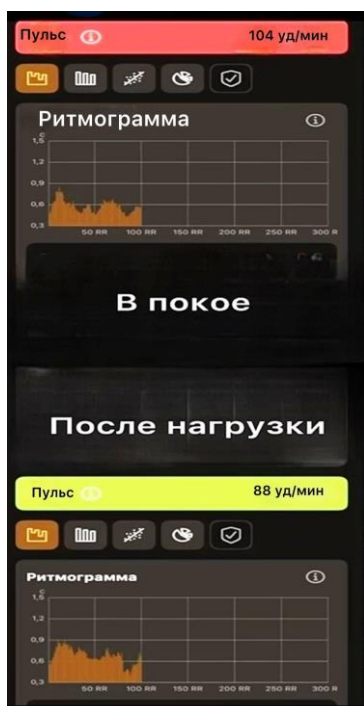 Пульс 104 уд/мин
Ритмограмма
с
1,5
1,2
0,9
0,6
0,3
50 RR 100 RR 150 RR 200 RR 250 RR 300 R
В покое
После нагрузки
Пульс 88 уд/мин
Ритмограмма
с
1,5
1,2
0,9
0,6
0,3
50 RR 100 RR 150 RR 200 RR 250 RR 300 R